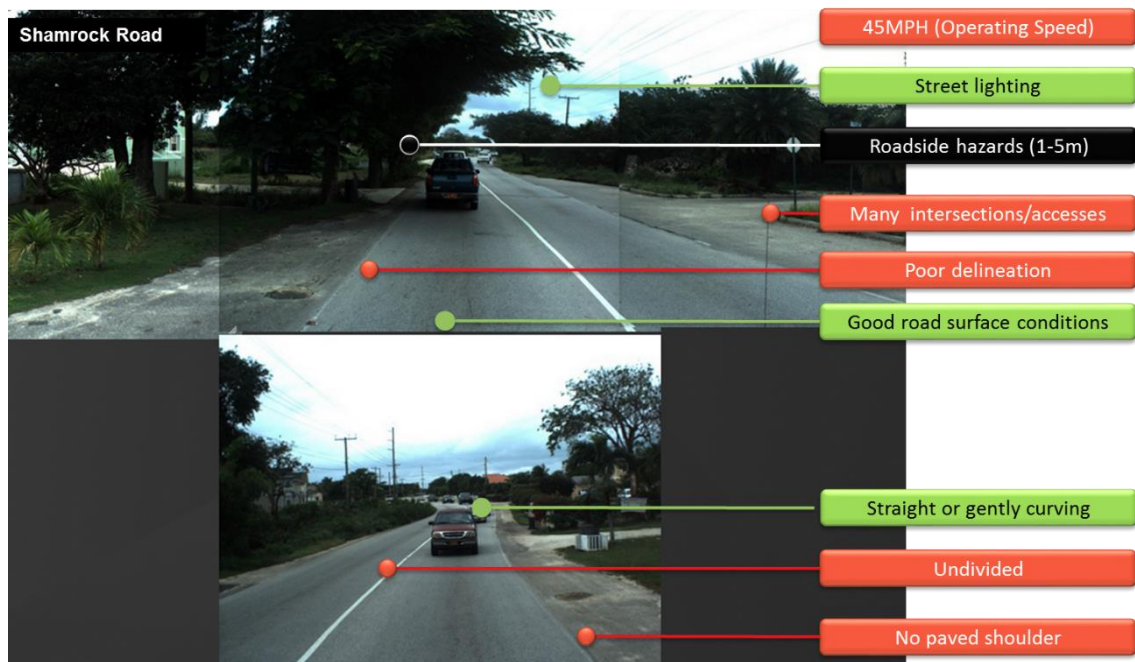 Shamrock Road
45MPH (Operating Speed)
Street lighting
Roadside hazards (1-5m)
Many intersections/accesses
Poor delineation
Good road surface conditions
Straight or gently curving
Undivided
No paved shoulder